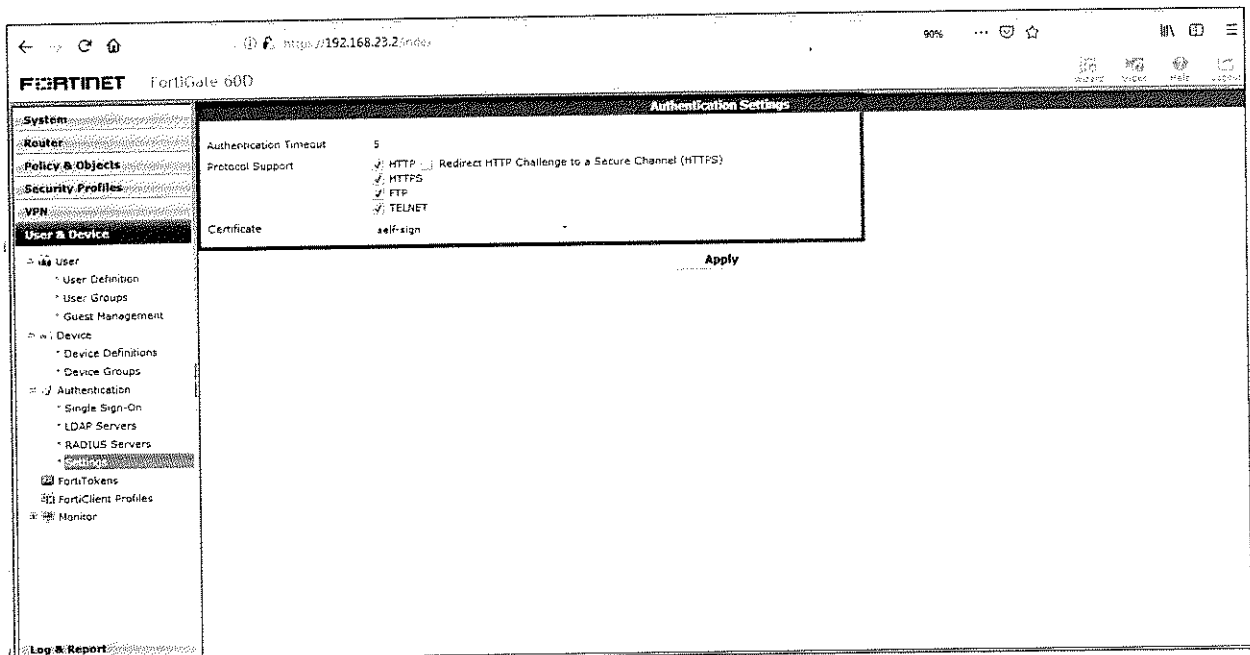 https://192.168.23.2/index
90%
FORTINET FortiGate 60D
Help
Authentication Settings
System
Router
Policy & Objects
Security Profiles
VPN
User & Device
User
User Definition
User Groups
Guest Management
Device
Device Definitions
Device Groups
Authentication
Single Sign-On
LDAP Servers
RADIUS Servers
Settings
FortiTokens
FortiClient Profiles
Monitor
Log & Report
Authentication Timeout 5
Protocol Support HTTP Redirect HTTP Challenge to a Secure Channel (HTTPS)
HTTPS
FTP
TELNET
Certificate self-sign
Apply